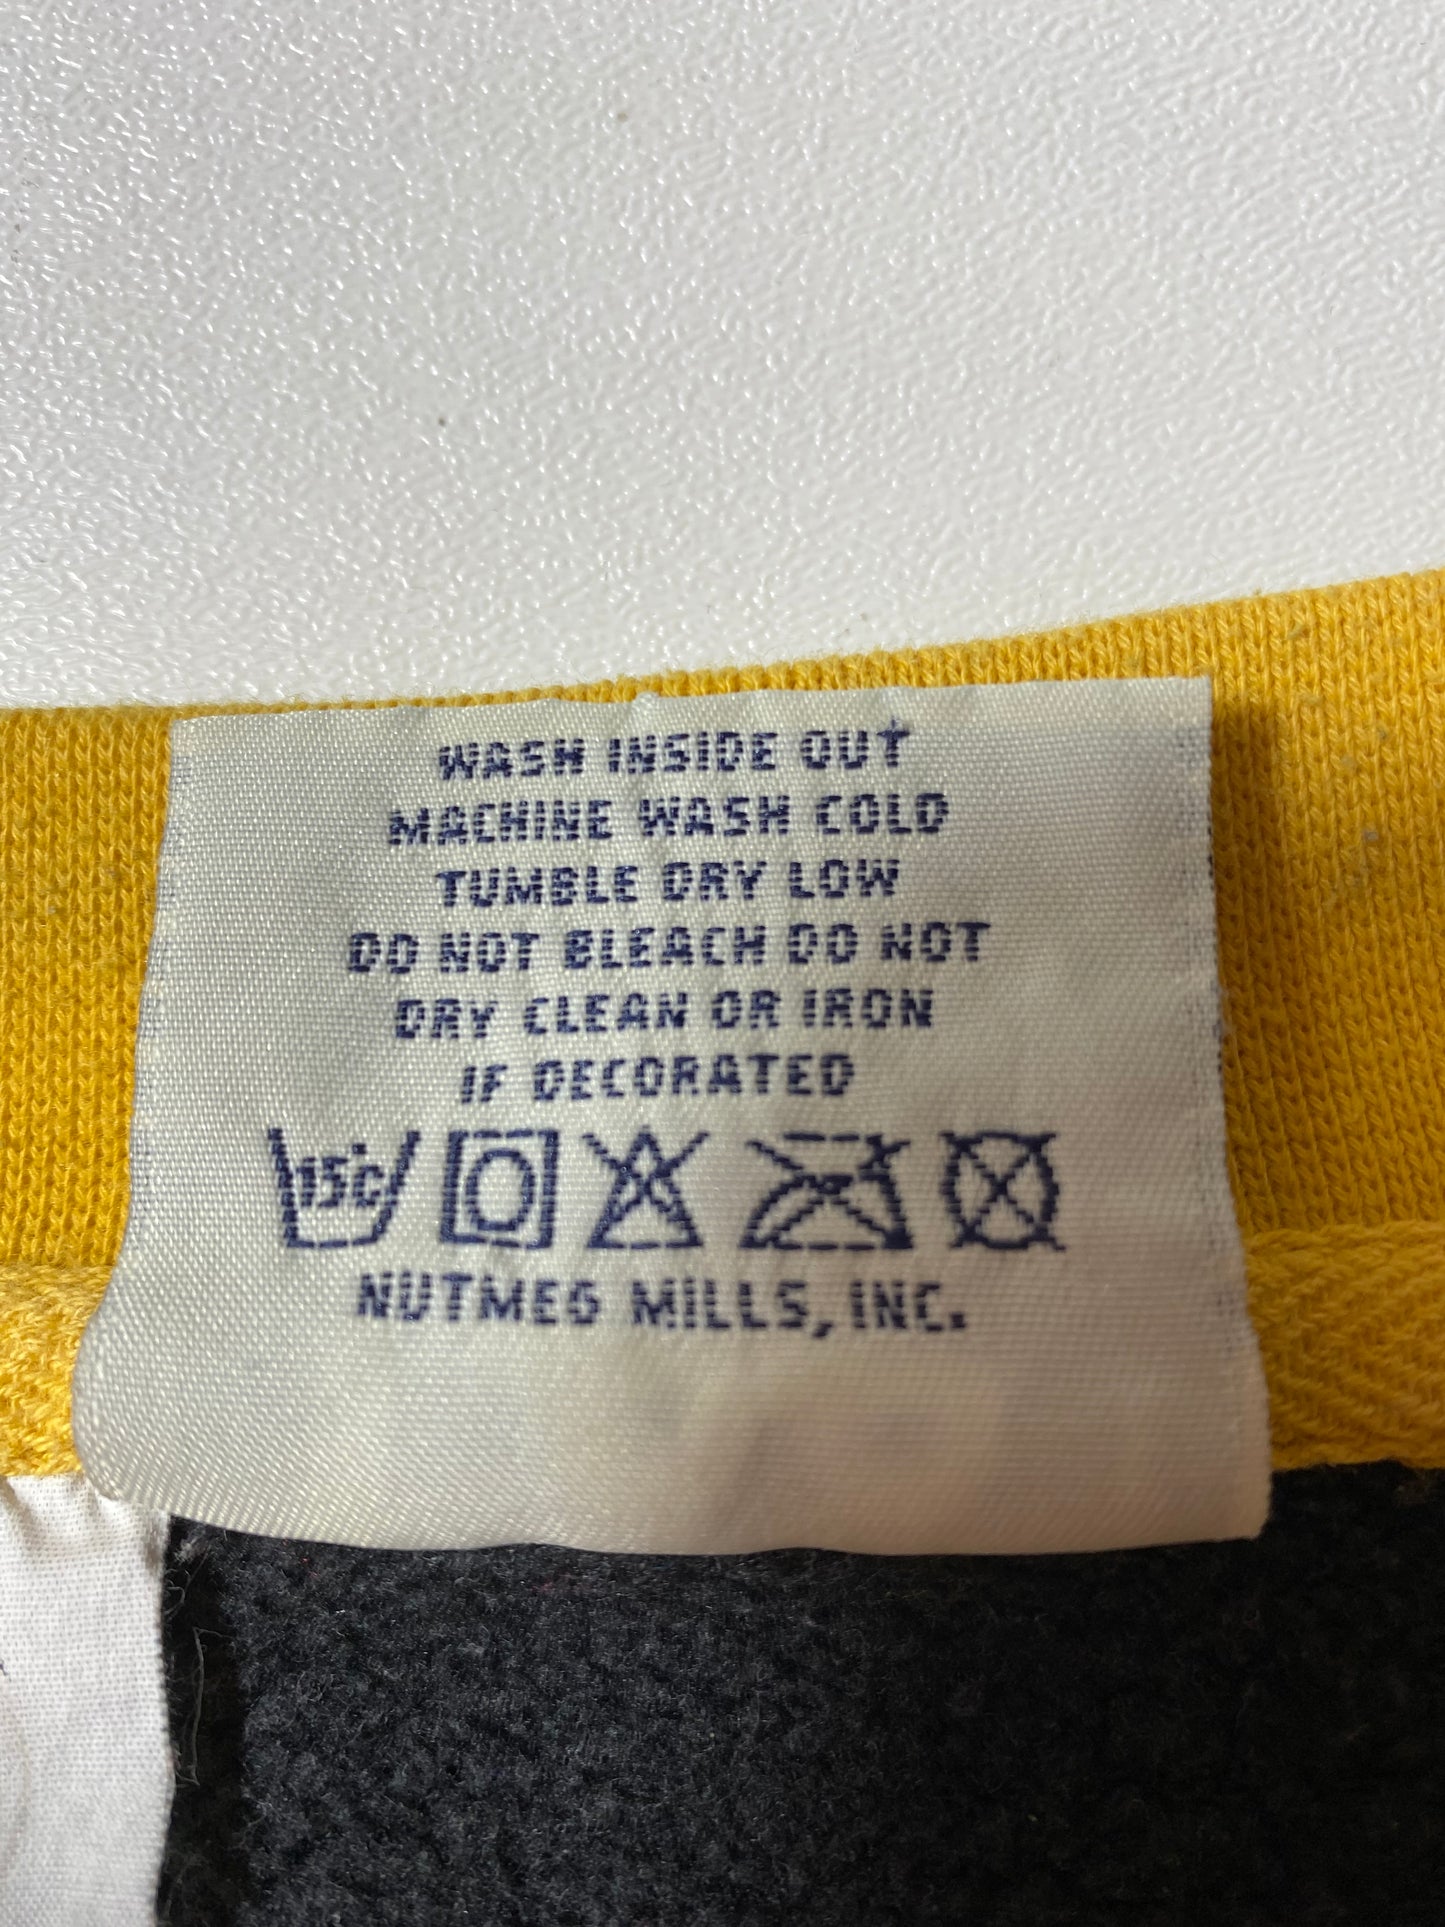 WASH INSIDE OUT
MACHINE WASH COLD
TUMBLE DRY LOW
DO NOT BLEACH DO NOT
DRY CLEAN OR IRON
IF DECORATED
15°C
NUTMEG MILLS, INC.